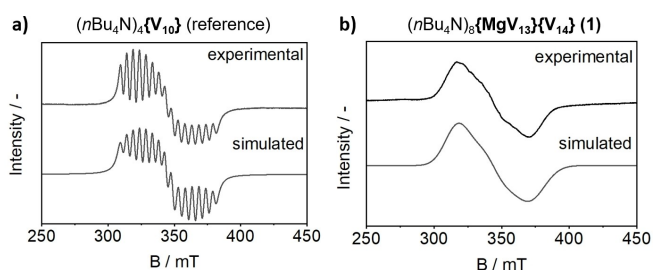 a) (nBu₄N)₄{V₁₀} (reference)
experimental
simulated
Intensity / -
250 300 350 400 450
B / mT
b) (nBu₄N)₈{MgV₁₃}{V₁₄} (1)
experimental
simulated
Intensity / -
250 300 350 400 450
B / mT